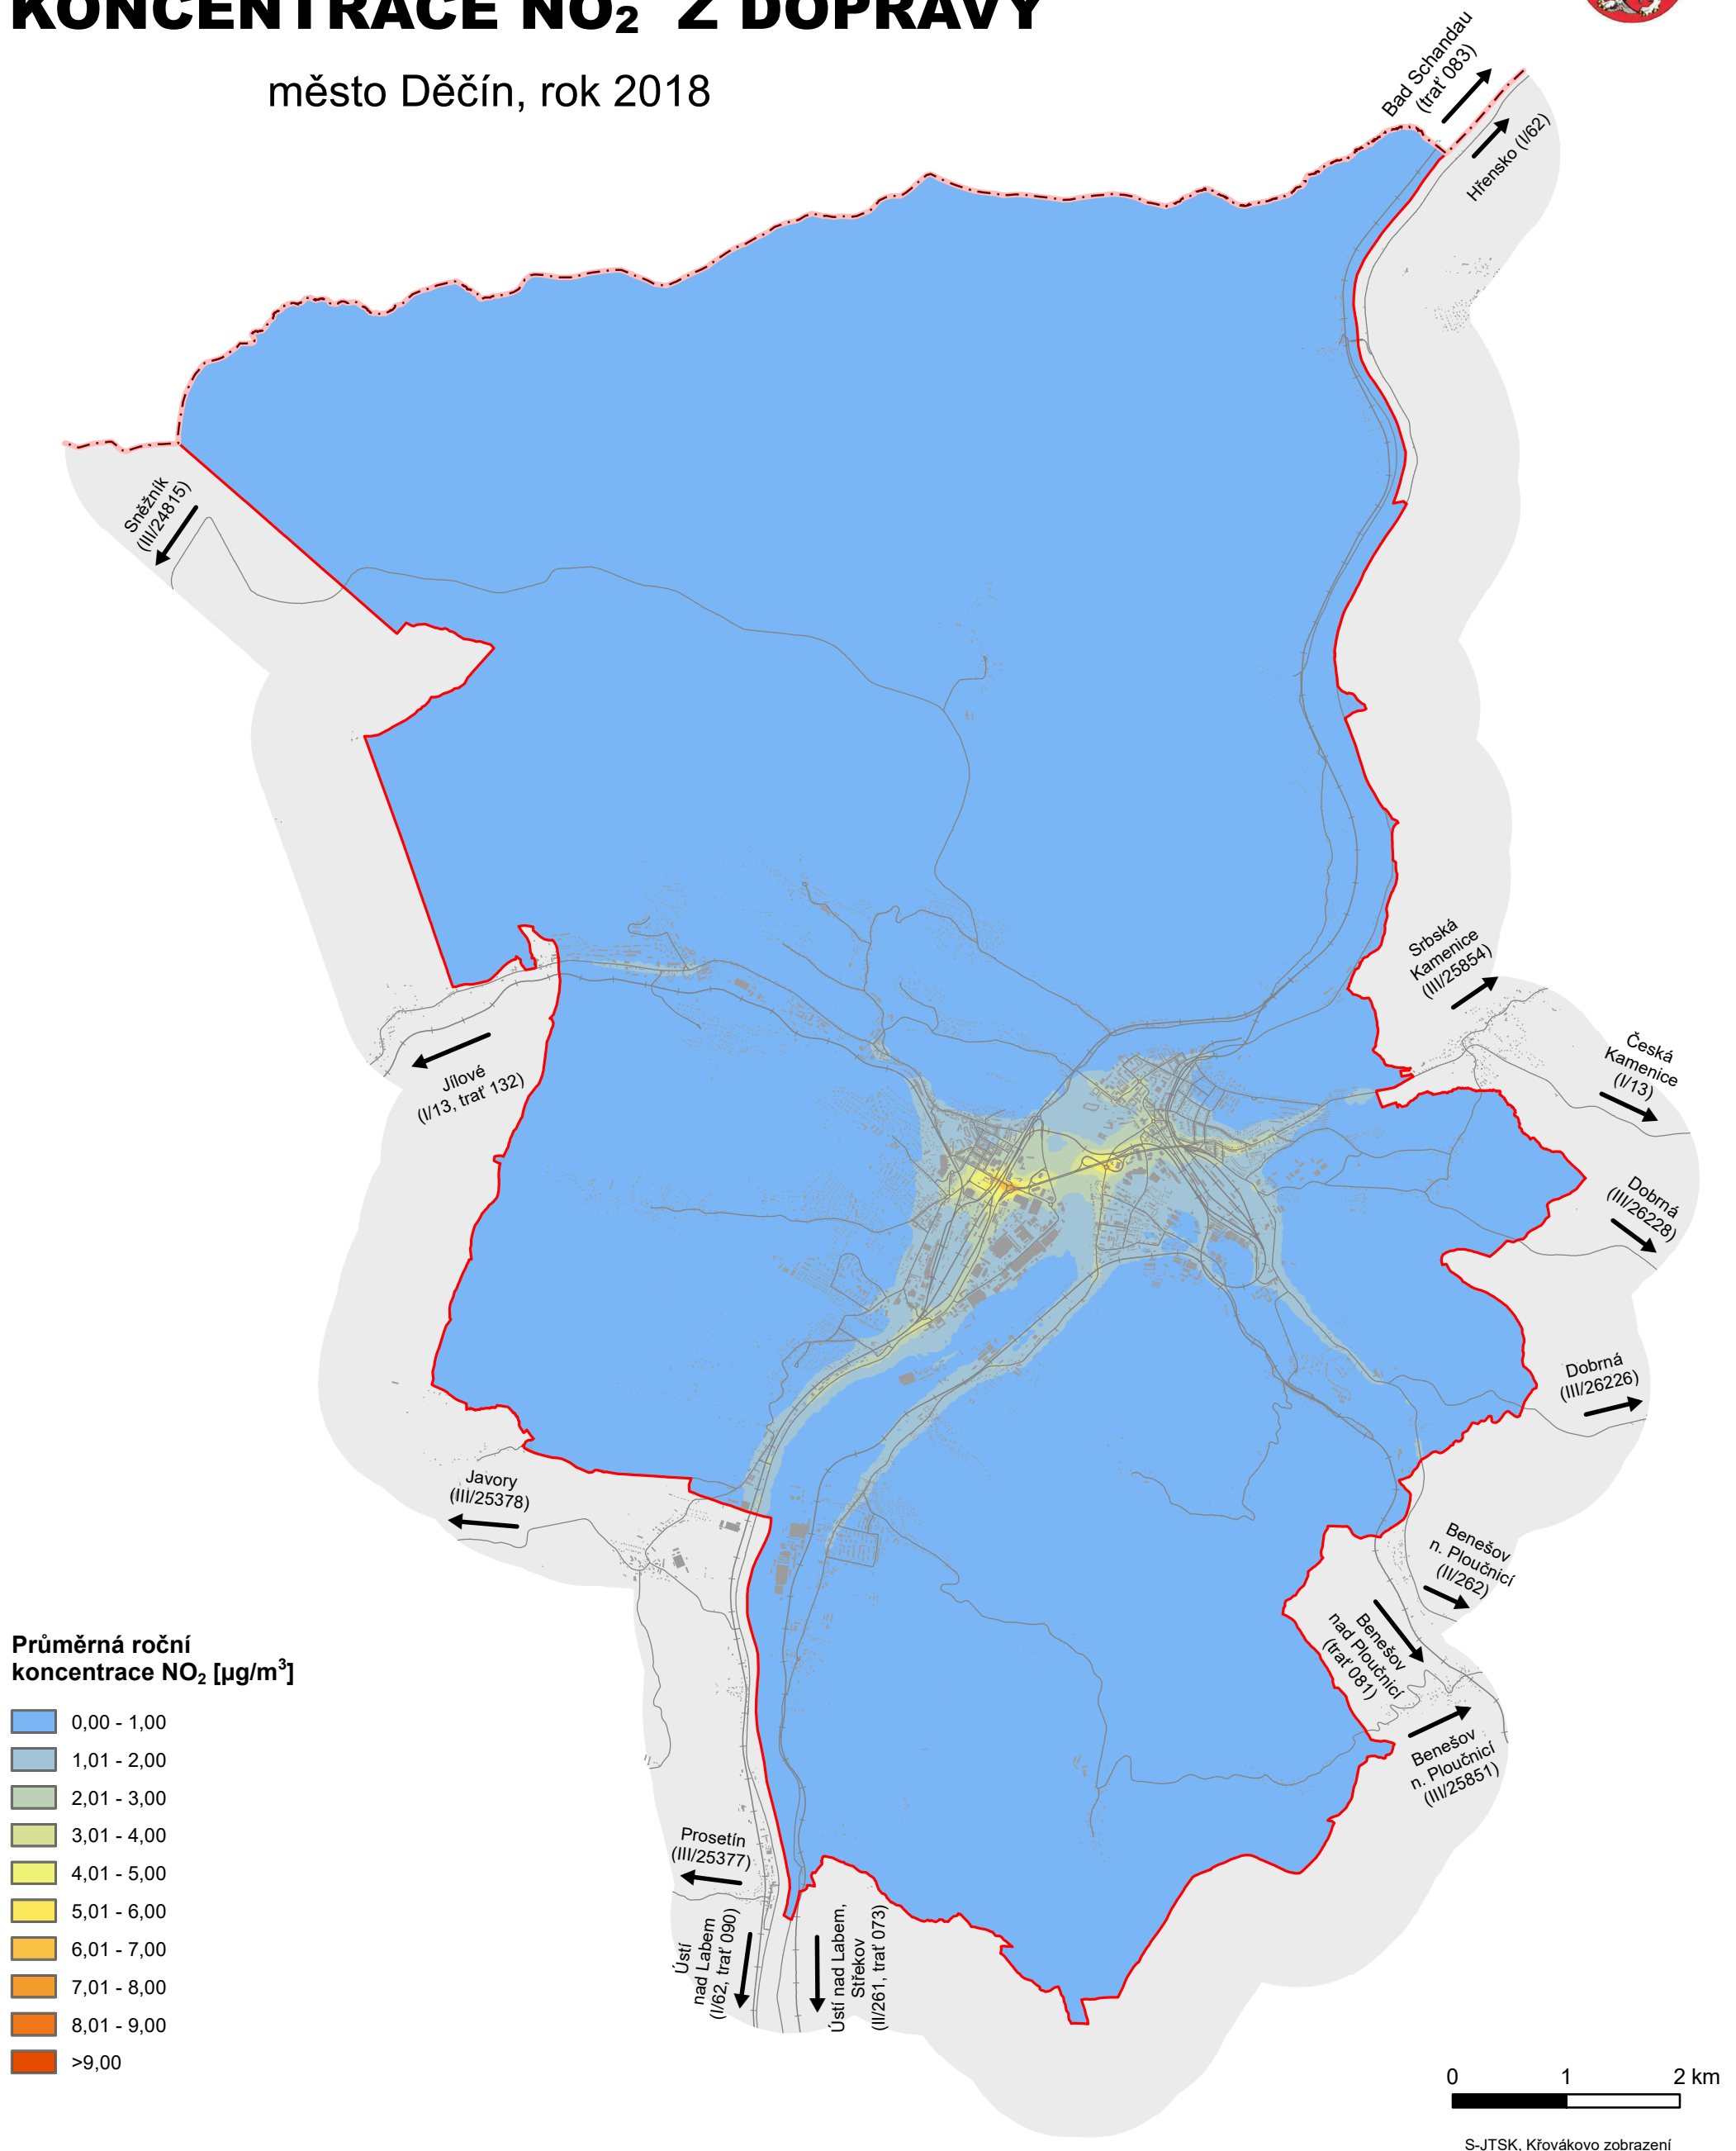 KONCENTRACE NO₂ Z DOPRAVY
město Děčín, rok 2018
Bad Schandau
(trať 083)
Hřensko (I/62)
Sněžník
(III/24815)
Srbská
Kamenice
(III/25854)
Česká
Kamenice
(I/13)
Jílové
(I/13, trať 132)
Dobrná
(III/26228)
Dobrná
(III/26226)
Javory
(III/25378)
Benešov
n. Ploučnicí
(II/262)
Benešov
nad Ploučnicí
(trať 081)
Benešov
n. Ploučnicí
(III/25851)
Prosetín
(III/25377)
Ústí
nad Labem
(I/62, trať 090)
Ústí nad Labem,
Střekov
(II/261, trať 073)
Průměrná roční
koncentrace NO₂ [µg/m³]
0,00 - 1,00
1,01 - 2,00
2,01 - 3,00
3,01 - 4,00
4,01 - 5,00
5,01 - 6,00
6,01 - 7,00
7,01 - 8,00
8,01 - 9,00
>9,00
0 1 2 km
S-JTSK, Křovákovo zobrazení